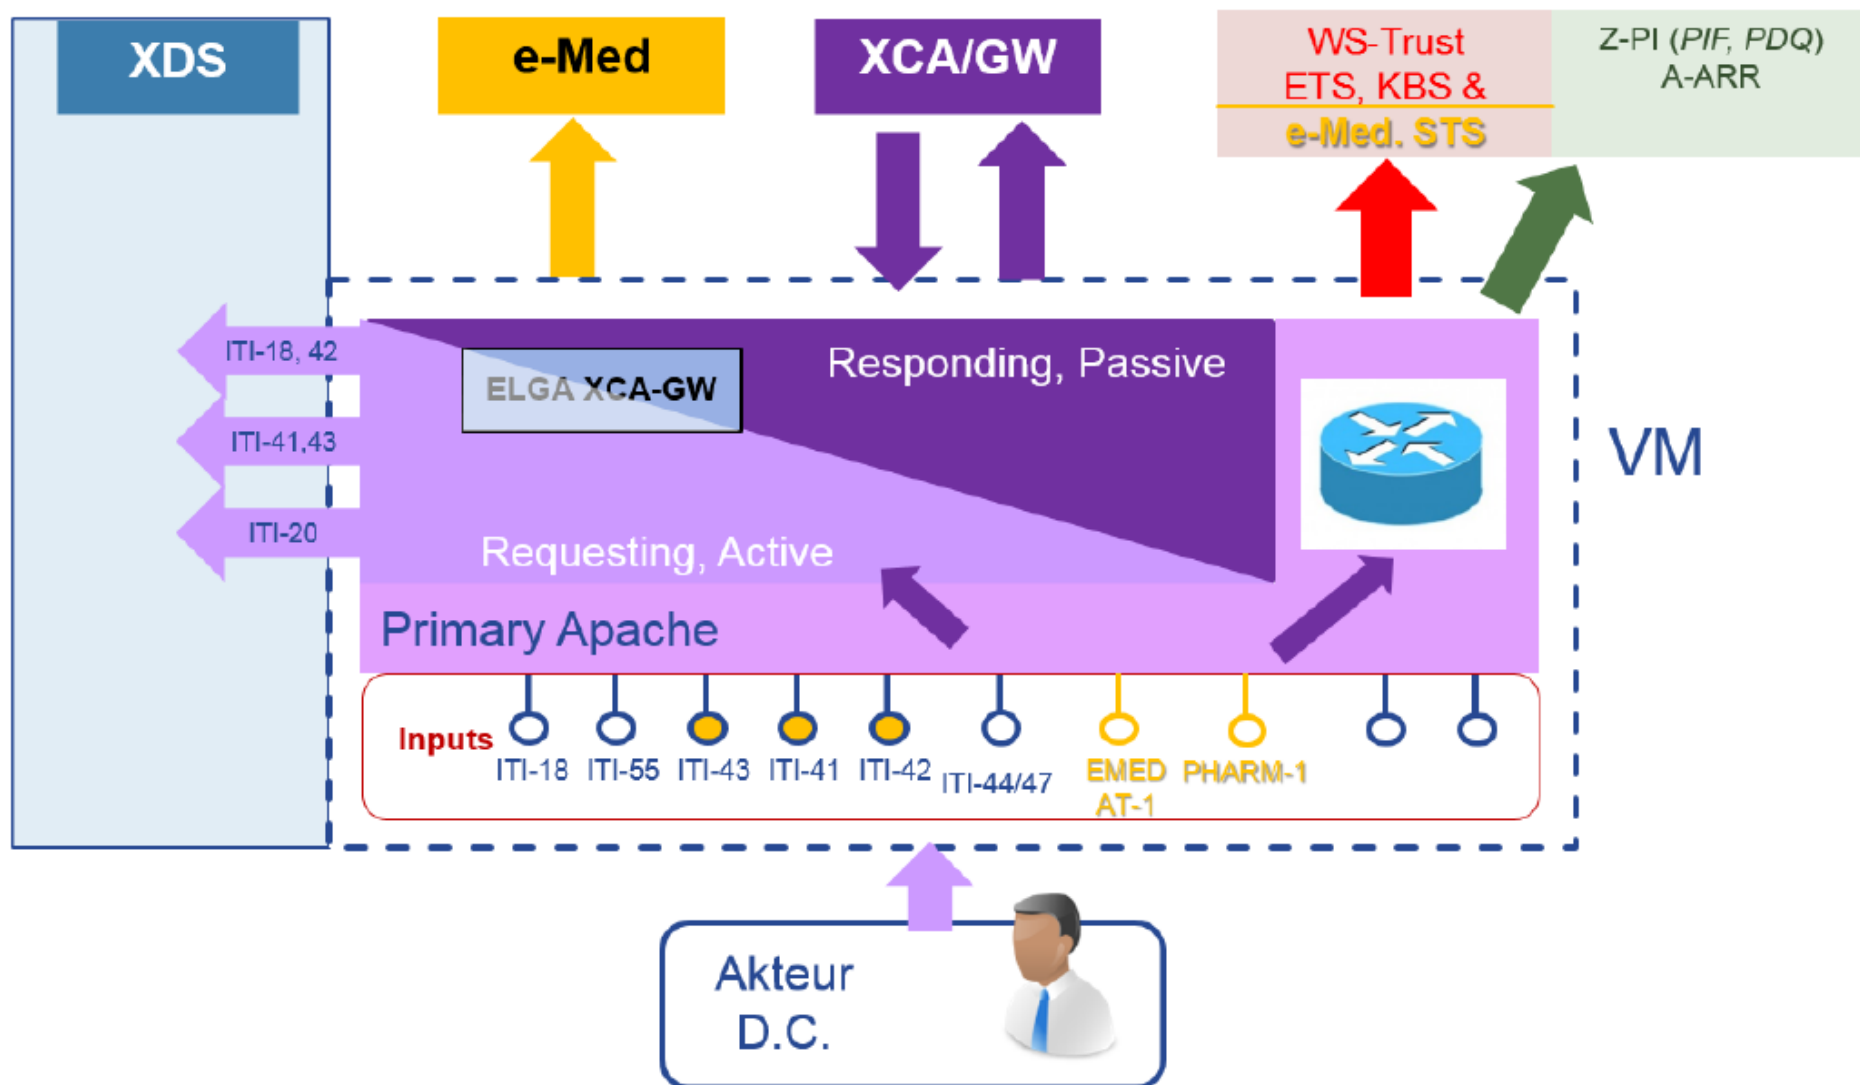 XDS
e-Med
XCA/GW
WS-Trust
ETS, KBS &
e-Med. STS
Z-PI (PIF, PDQ)
A-ARR
ITI-18, 42
ITI-41,43
ITI-20
ELGA XCA-GW
Responding, Passive
Requesting, Active
Primary Apache
VM
Inputs
ITI-18
ITI-55
ITI-43
ITI-41
ITI-42
ITI-44/47
EMED
AT-1
PHARM-1
Akteur
D.C.